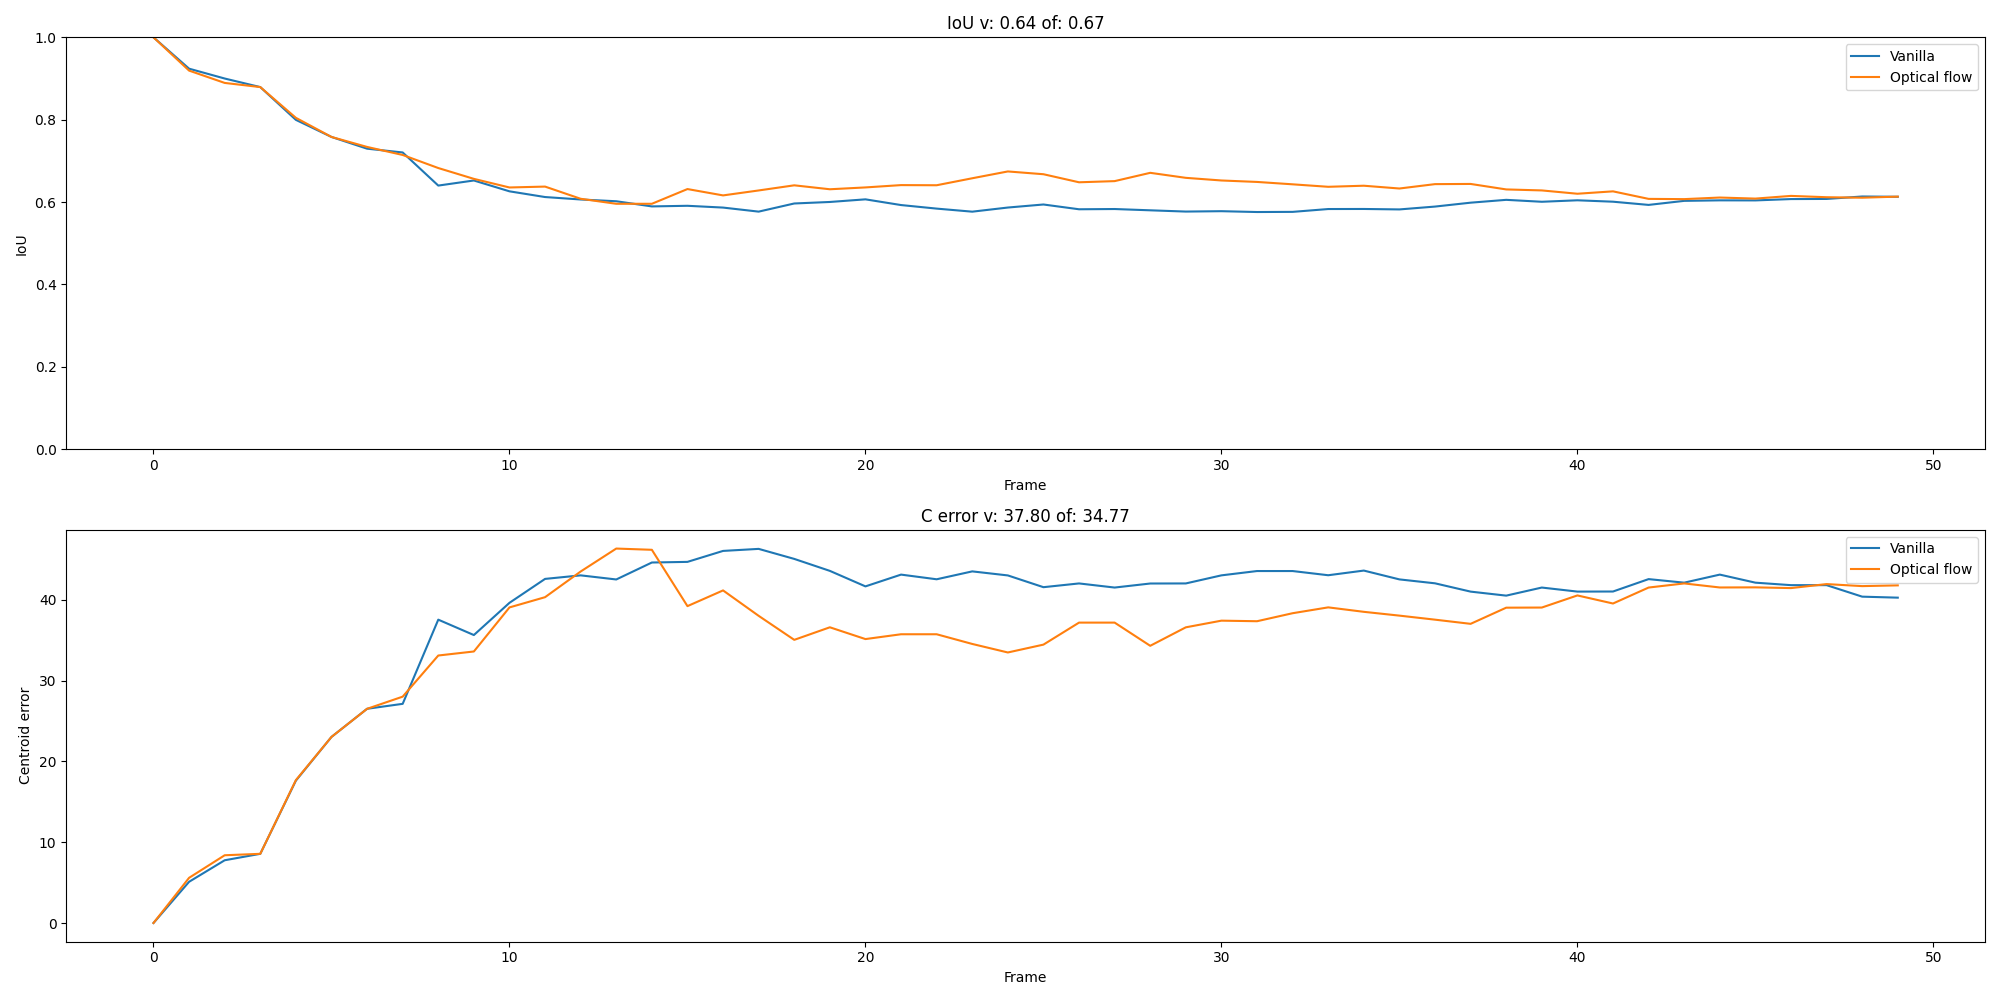 IoU v: 0.64 of: 0.67
1.0
0.8
0.6
0.4
0.2
0.0
IoU
Vanilla
Optical flow
0 10 20 30 40 50
Frame
C error v: 37.80 of: 34.77
40
30
20
10
0
Centroid error
Vanilla
Optical flow
0 10 20 30 40 50
Frame